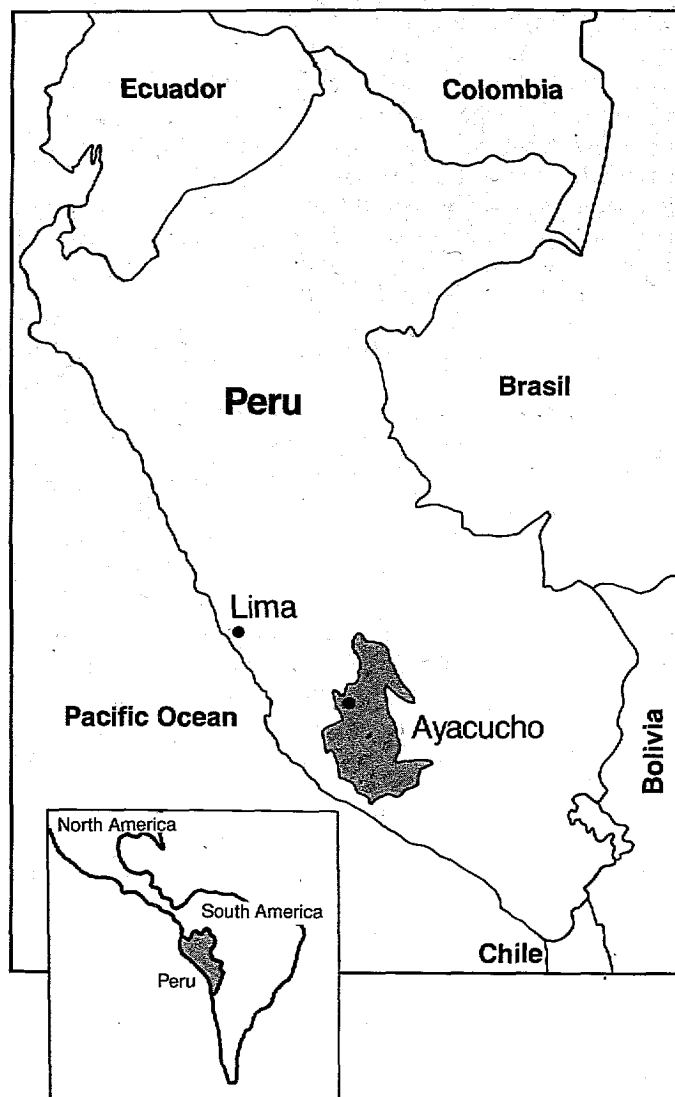 Ecuador
Colombia
Peru
Brasil
Lima
Pacific Ocean
Ayacucho
Bolivia
North America
South America
Peru
Chile